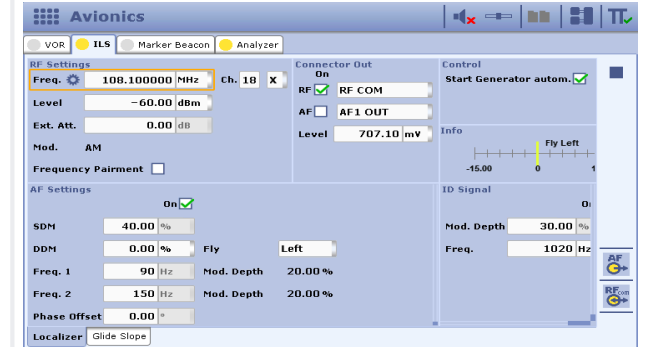 Avionics
VOR ILS Marker Beacon Analyzer
RF Settings Connector Out Control
Freq. 108.100000 MHz Ch. 18 X On Start Generator autom.
RF RF COM
Level -60.00 dBm AF AF1 OUT
Ext. Att. 0.00 dB Level 707.10 mV Info
Mod. AM Fly Left
Frequency Pairment -15.00 0 1
AF Settings ID Signal
On
SDM 40.00 % Mod. Depth 30.00 %
DDM 0.00 % Fly Left Freq. 1020 Hz
Freq. 1 90 Hz Mod. Depth 20.00 % AF
Freq. 2 150 Hz Mod. Depth 20.00 % RFcom
Phase Offset 0.00 °
Localizer Glide Slope